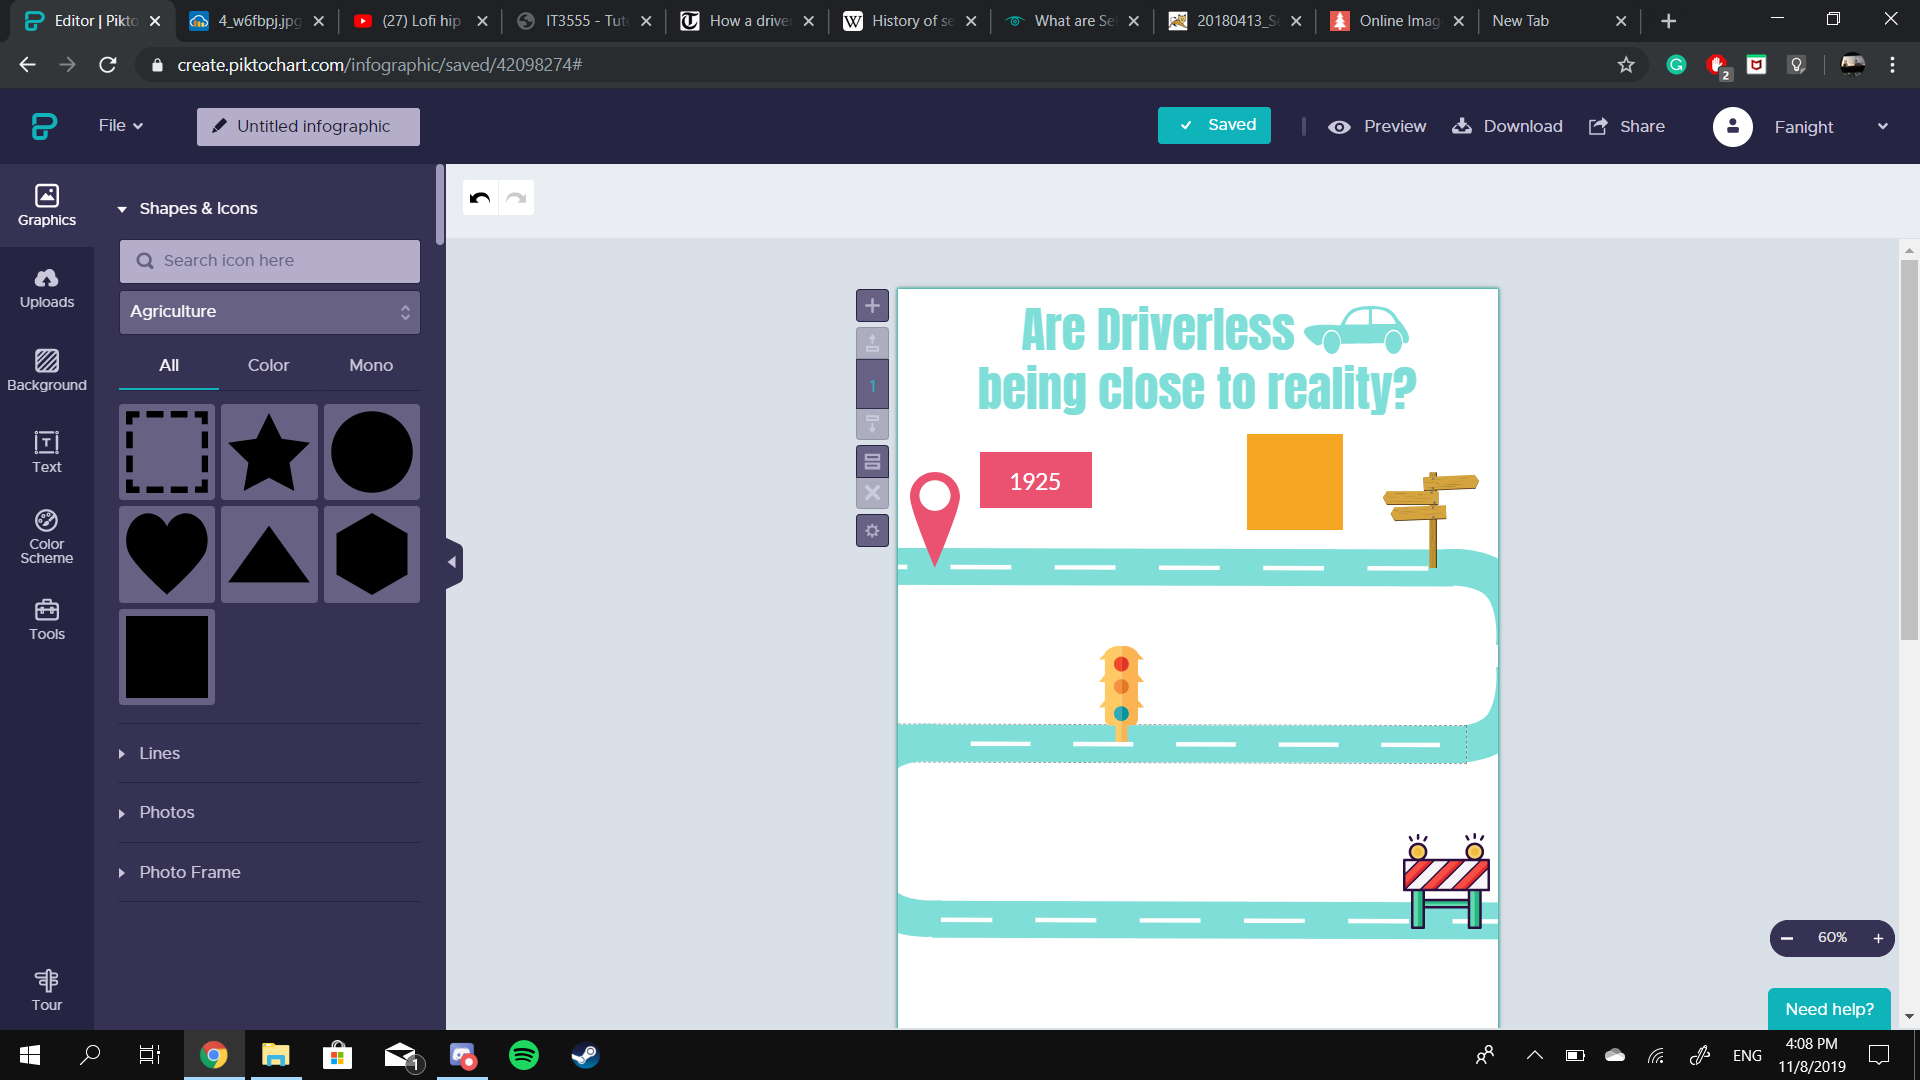 Editor | Pikto
4_w6fbpj.jpg
(27) Lofi hip
IT3555 - Tut
How a drive
History of se
What are Se
20180413_S
Online Imag
New Tab
create.piktochart.com/infographic/saved/42098274#
2
File
Untitled infographic
Saved
Preview
Download
Share
Fanight
Graphics
Uploads
Background
Text
Color
Scheme
Tools
Tour
Shapes & Icons
Search icon here
Agriculture
All
Color
Mono
Lines
Photos
Photo Frame
1
Are Driverless
being close to reality?
1925
60%
Need help?
1
ENG
4:08 PM
11/8/2019